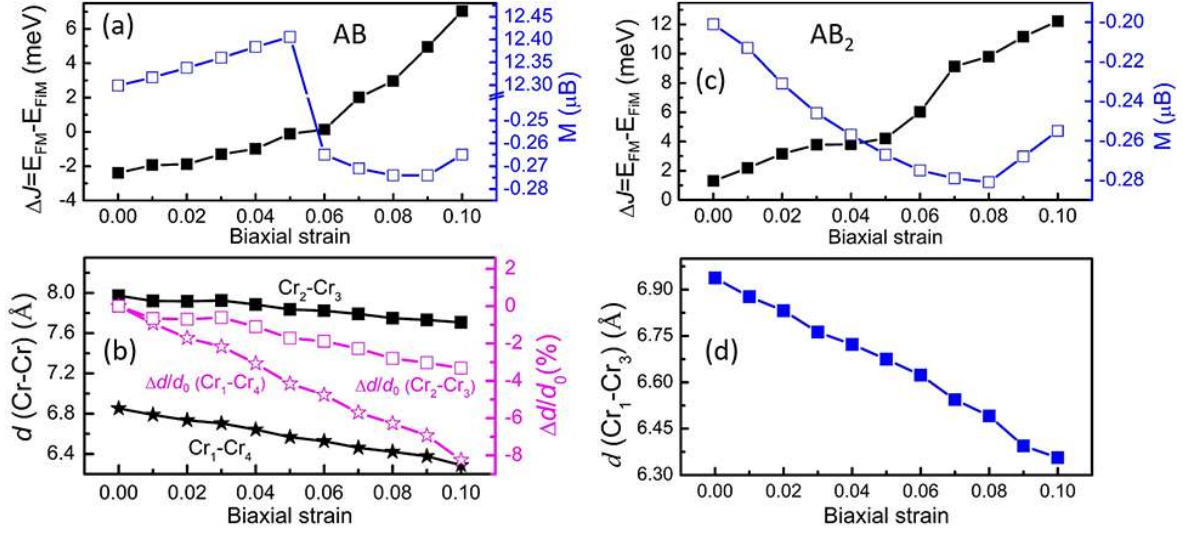 (a)
AB
ΔJ=E_FM-E_FiM (meV)
6
4
2
0
-2
-4
12.45
12.40
12.30
-0.25
-0.26
-0.27
-0.28
M (μB)
0.00 0.02 0.04 0.06 0.08 0.10
Biaxial strain
(c)
AB₂
ΔJ=E_FM-E_FiM (meV)
12
10
8
6
4
2
0
-0.20
-0.22
-0.24
-0.26
-0.28
M (μB)
0.00 0.02 0.04 0.06 0.08 0.10
Biaxial strain
(b)
d (Cr-Cr) (Å)
8.0
7.6
7.2
6.8
6.4
Cr₂-Cr₃
Δd/d₀ (Cr₁-Cr₄)
Δd/d₀ (Cr₂-Cr₃)
Cr₁-Cr₄
2
0
-2
-4
-6
-8
Δd/d₀(%)
0.00 0.02 0.04 0.06 0.08 0.10
Biaxial strain
(d)
d (Cr₁-Cr₃) (Å)
6.90
6.75
6.60
6.45
6.30
0.00 0.02 0.04 0.06 0.08 0.10
Biaxial strain